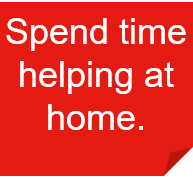 Spend time
helping at
home.